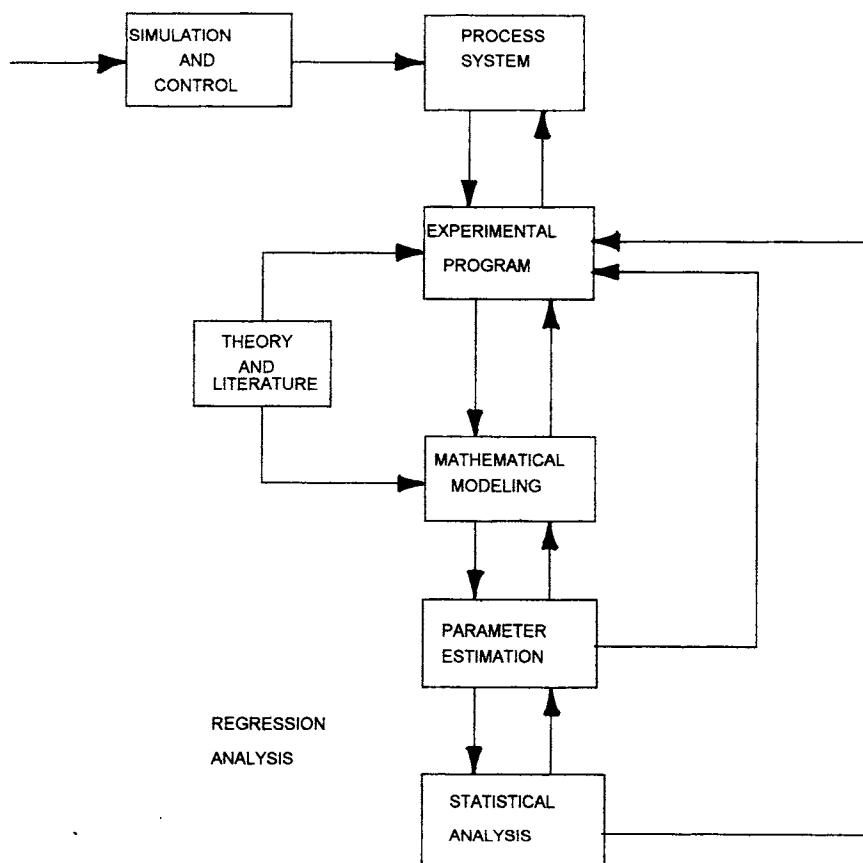 SIMULATION
AND
CONTROL
PROCESS
SYSTEM
EXPERIMENTAL
PROGRAM
THEORY
AND
LITERATURE
MATHEMATICAL
MODELING
PARAMETER
ESTIMATION
REGRESSION
ANALYSIS
STATISTICAL
ANALYSIS